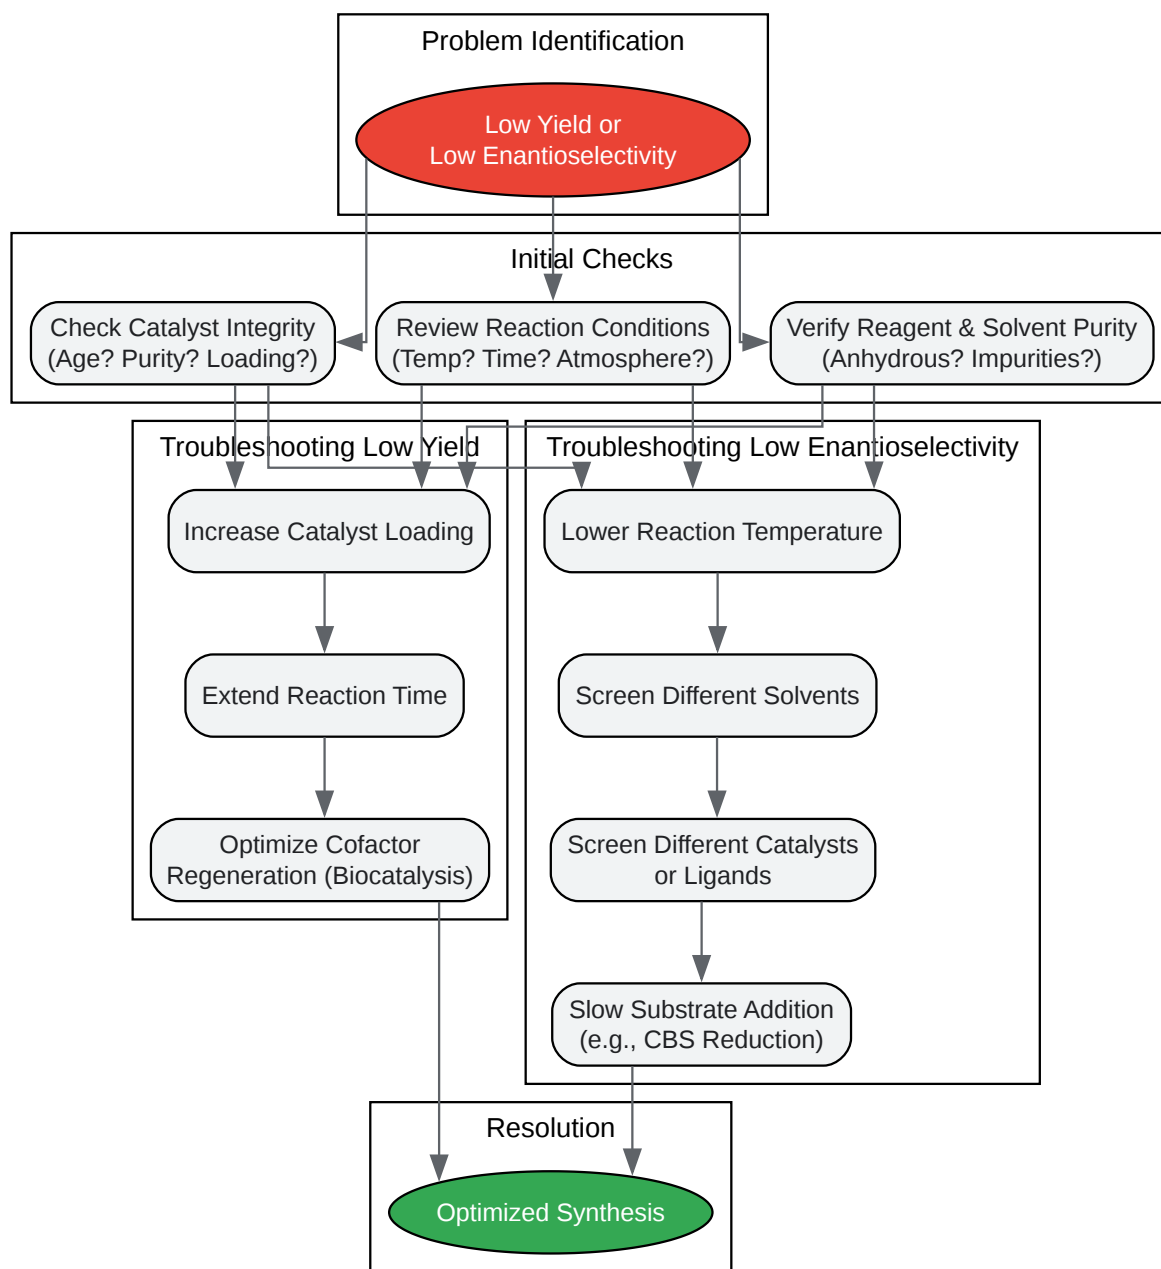 Problem Identification
Low Yield or
Low Enantioselectivity
Initial Checks
Check Catalyst Integrity
(Age? Purity? Loading?)
Review Reaction Conditions
(Temp? Time? Atmosphere?)
Verify Reagent & Solvent Purity
(Anhydrous? Impurities?)
Troubleshooting Low Yield
Increase Catalyst Loading
Extend Reaction Time
Optimize Cofactor
Regeneration (Biocatalysis)
Troubleshooting Low Enantioselectivity
Lower Reaction Temperature
Screen Different Solvents
Screen Different Catalysts
or Ligands
Slow Substrate Addition
(e.g., CBS Reduction)
Resolution
Optimized Synthesis